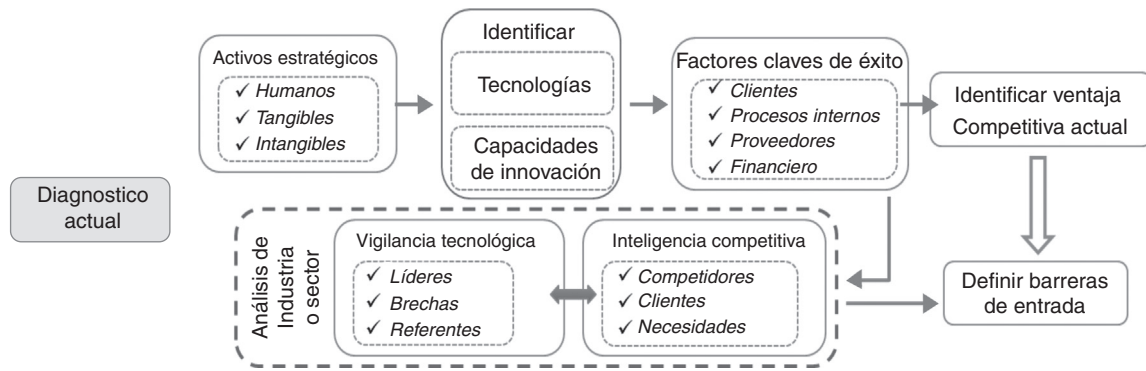 Diagnostico
actual
Activos estratégicos
✓ Humanos
✓ Tangibles
✓ Intangibles
Identificar
Tecnologías
Capacidades
de innovación
Factores claves de éxito
✓ Clientes
✓ Procesos internos
✓ Proveedores
✓ Financiero
Identificar ventaja
Competitiva actual
Análisis de
Industria
o sector
Vigilancia tecnológica
✓ Líderes
✓ Brechas
✓ Referentes
Inteligencia competitiva
✓ Competidores
✓ Clientes
✓ Necesidades
Definir barreras
de entrada